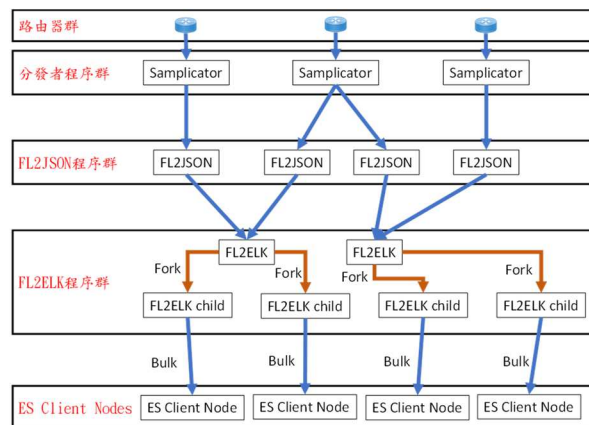 路由器群
分發者程序群
Samplicator
Samplicator
Samplicator
FL2JSON程序群
FL2JSON
FL2JSON
FL2JSON
FL2JSON
FL2ELK程序群
FL2ELK
FL2ELK
Fork
Fork
Fork
Fork
FL2ELK child
FL2ELK child
FL2ELK child
FL2ELK child
Bulk
Bulk
Bulk
Bulk
ES Client Nodes
ES Client Node
ES Client Node
ES Client Node
ES Client Node